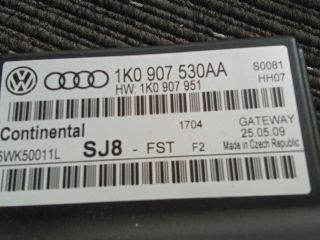 1K0 907 530AA
HW: 1K0 907 951
S0081
HH07
Continental
1704
GATEWAY
25.05.09
5WK50011L
SJ8 - FST F2
Made in Czech Republic